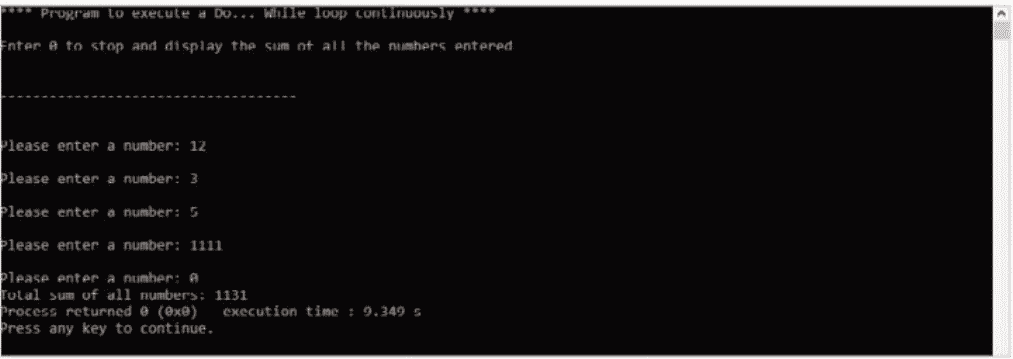 **** Program to execute a Do... While loop continuously ****
Enter 0 to stop and display the sum of all the numbers entered
------------------------------------
Please enter a number: 12
Please enter a number: 3
Please enter a number: 5
Please enter a number: 1111
Please enter a number: 0
Total sum of all numbers: 1131
Process returned 0 (0x0)   execution time : 9.349 s
Press any key to continue.